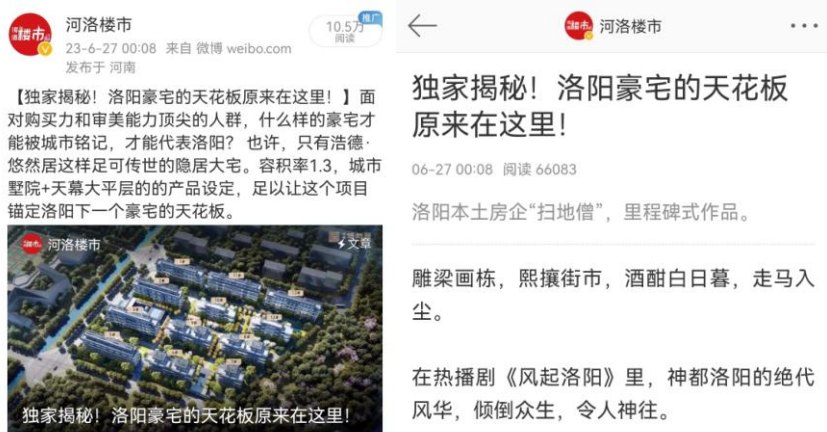 河洛楼市
23-6-27 00:08 来自 微博 weibo.com
发布于 河南
10.5万
阅读
推广
【独家揭秘！洛阳豪宅的天花板原来在这里！】面
对购买力和审美能力顶尖的人群，什么样的豪宅才
能被城市铭记，才能代表洛阳？ 也许，只有浩德·
悠然居这样足可传世的隐居大宅。容积率1.3，城市
墅院+天幕大平层的的产品设定，足以让这个项目
锚定洛阳下一个豪宅的天花板。
河洛楼市
文章
独家揭秘！洛阳豪宅的天花板原来在这里！
河洛楼市
独家揭秘！洛阳豪宅的天花板
原来在这里！
06-27 00:08 阅读 66083
洛阳本土房企“扫地僧”，里程碑式作品。
雕梁画栋，熙攘街市，酒酣白日暮，走马入
尘。
在热播剧《风起洛阳》里，神都洛阳的绝代
风华，倾倒众生，令人神往。